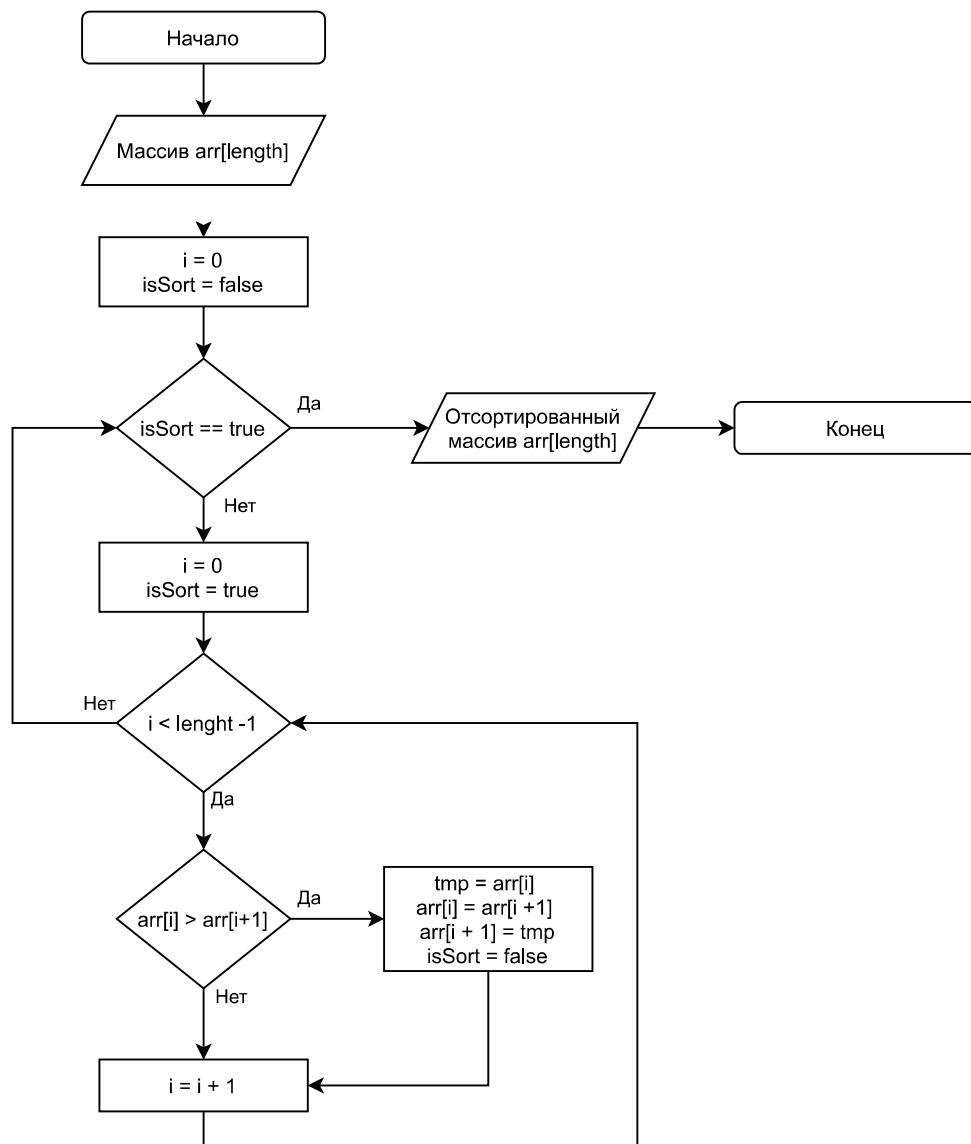 Начало
Массив arr[length]
i = 0
isSort = false
isSort == true
Да
Отсортированный
массив arr[length]
Конец
Нет
i = 0
isSort = true
Нет
i < lenght -1
Да
arr[i] > arr[i+1]
Да
tmp = arr[i]
arr[i] = arr[i +1]
arr[i + 1] = tmp
isSort = false
Нет
i = i + 1